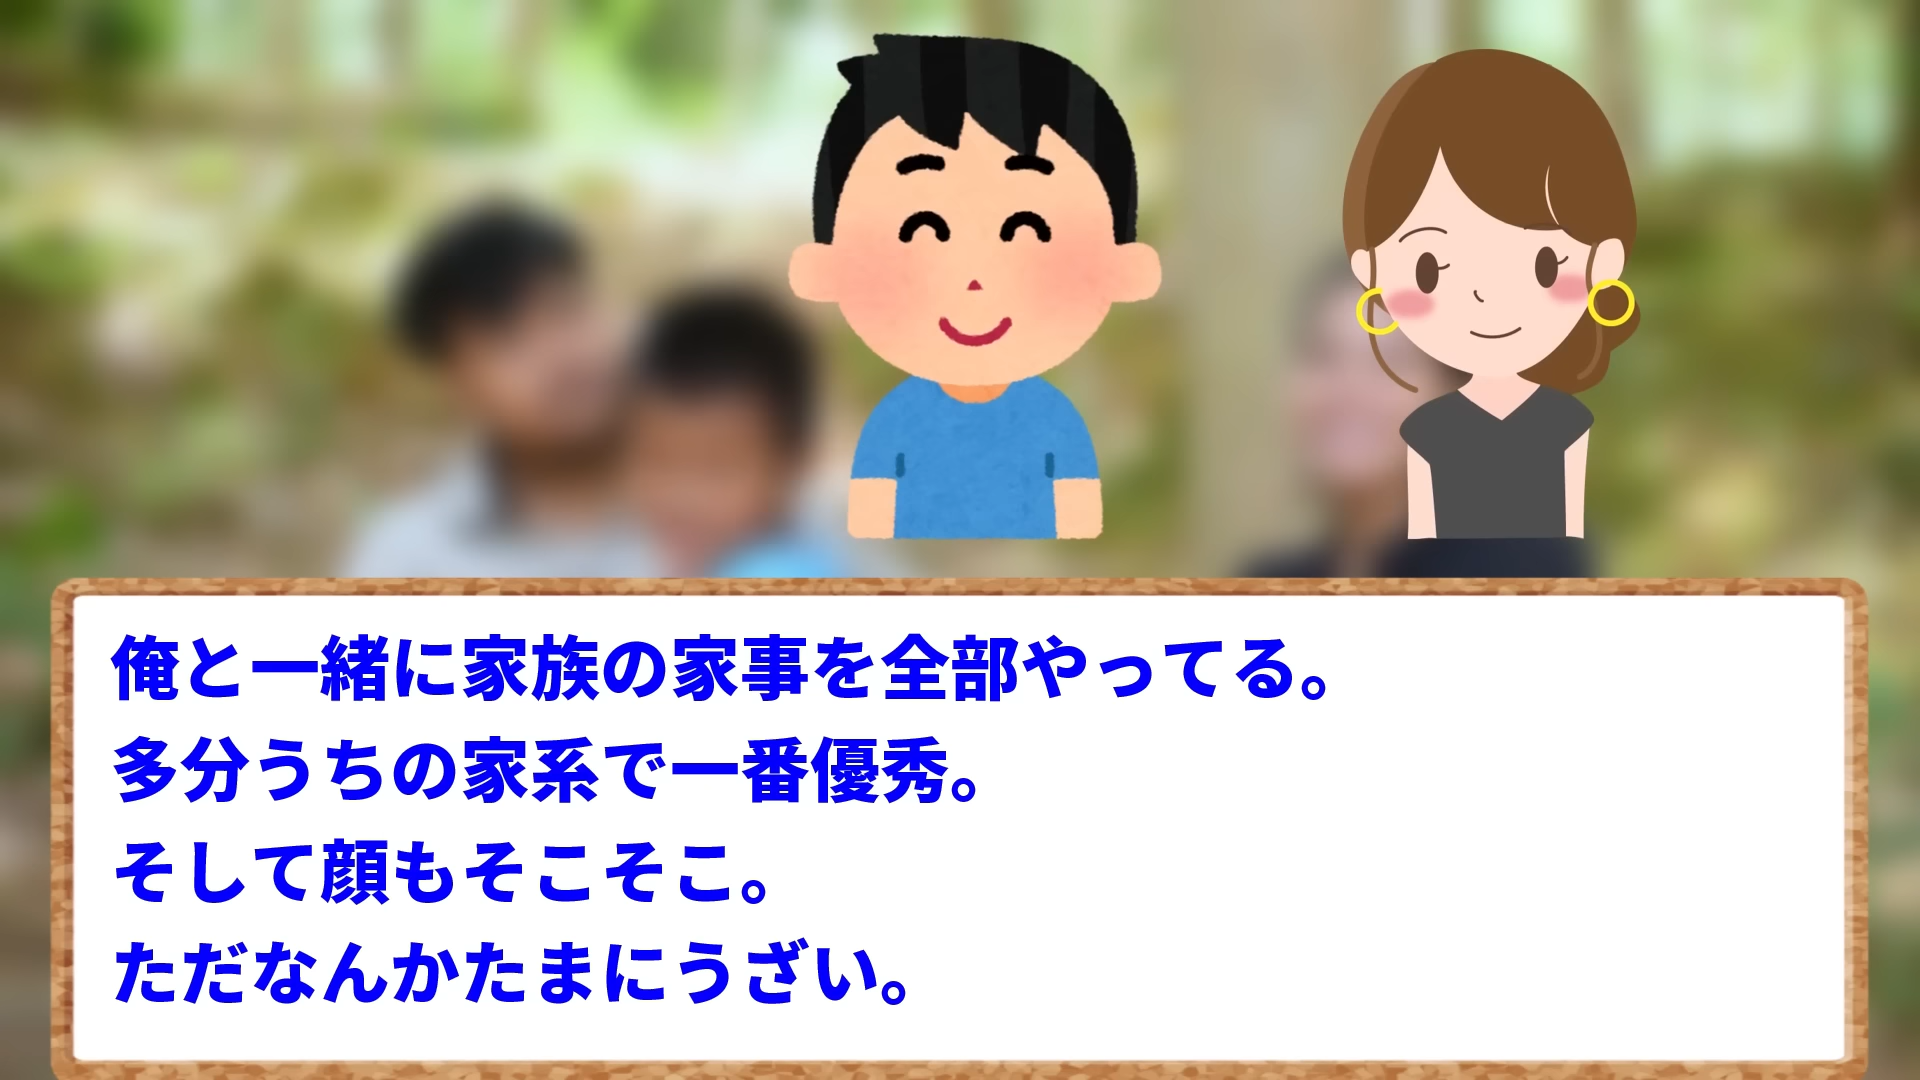 俺と一緒に家族の家事を全部やってる。
多分うちの家系で一番優秀。
そして顔もそこそこ。
ただなんかたまにうざい。